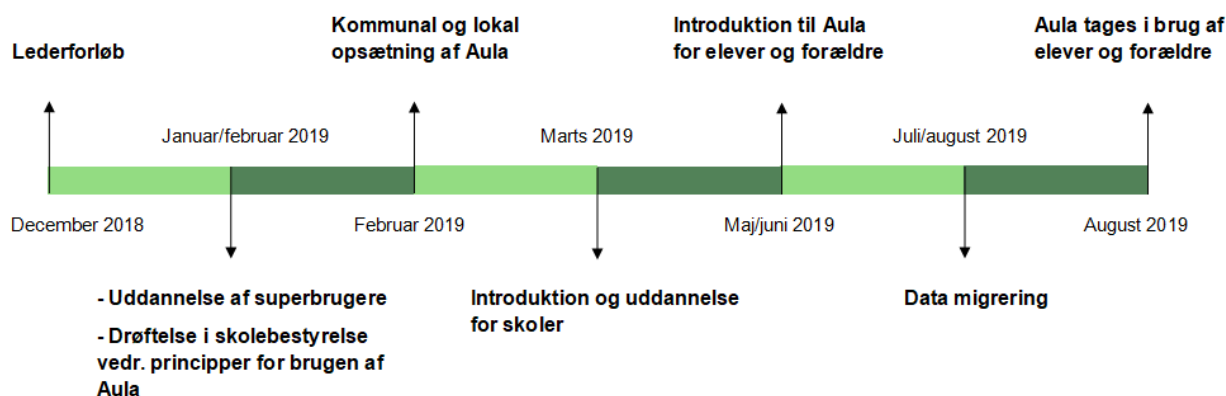 Lederforløb
Kommunal og lokal
opsætning af Aula
Introduktion til Aula
for elever og forældre
Aula tages i brug af
elever og forældre
Januar/februar 2019
Marts 2019
Juli/august 2019
December 2018
Februar 2019
Maj/juni 2019
August 2019
- Uddannelse af superbrugere
- Drøftelse i skolebestyrelse
vedr. principper for brugen af
Aula
Introduktion og uddannelse
for skoler
Data migrering